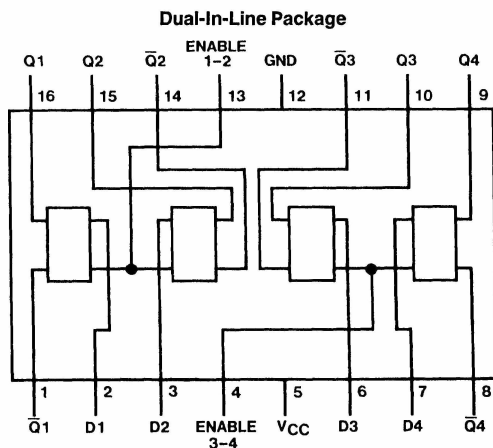 Dual-In-Line Package
Q1 Q2 Q̅2 ENABLE 1–2 GND Q̅3 Q3 Q4
16 15 14 13 12 11 10 9
1 2 3 4 5 6 7 8
Q̅1 D1 D2 ENABLE 3–4 VCC D3 D4 Q̅4